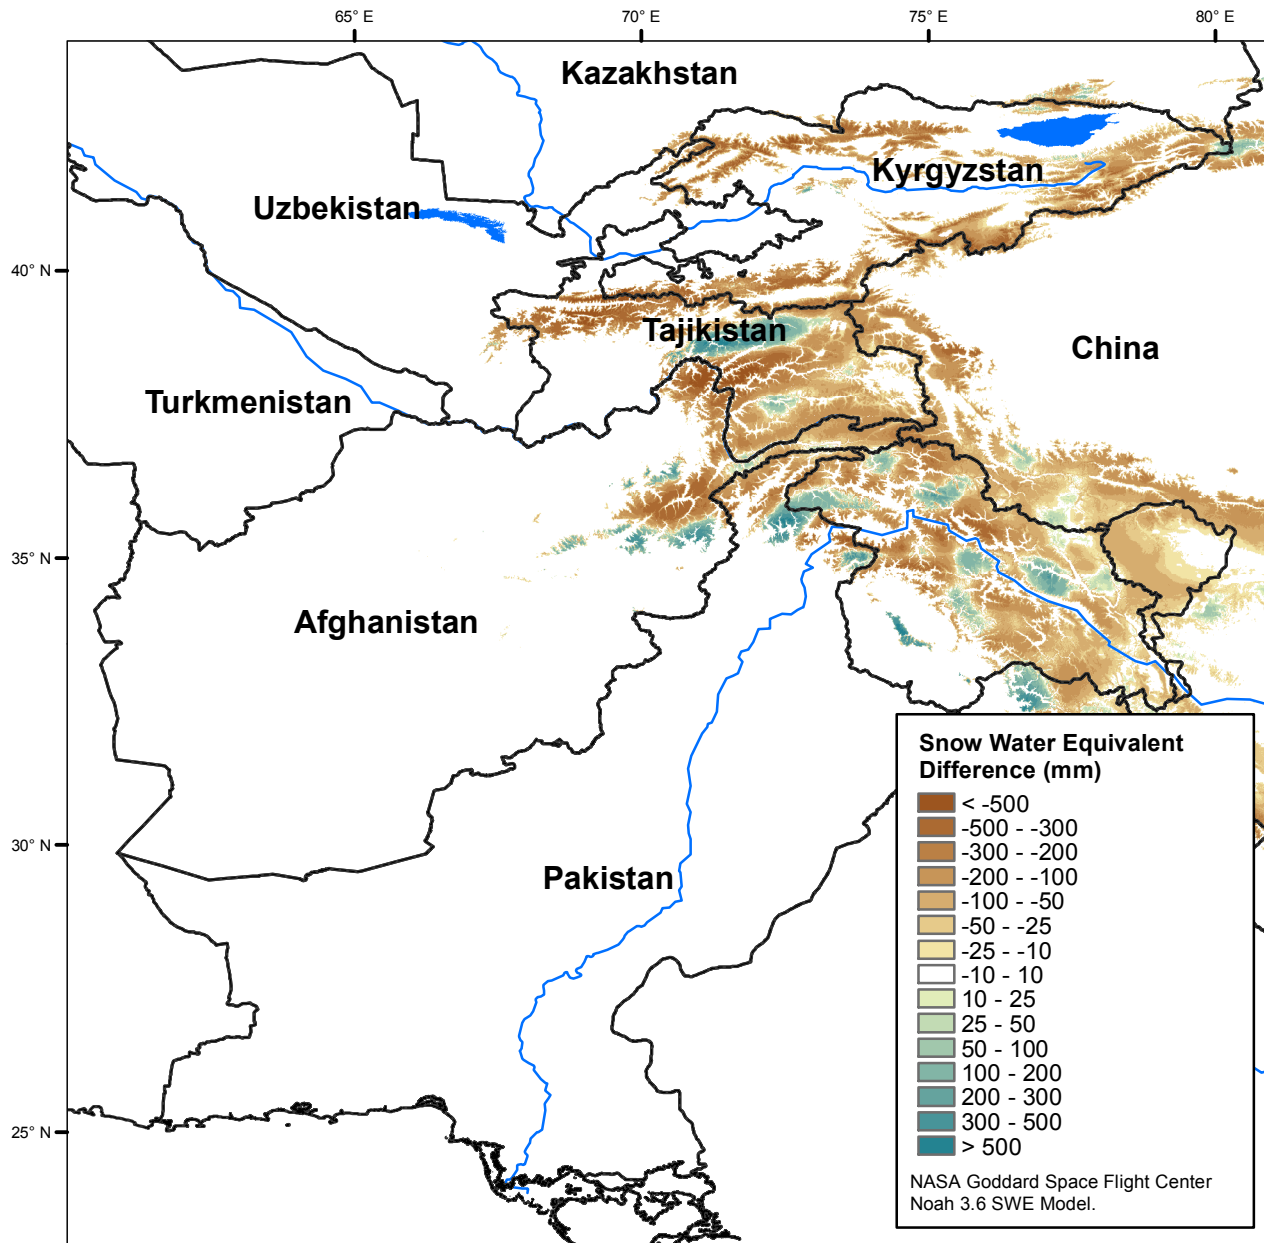 65° E
70° E
75° E
80° E
Kazakhstan
Kyrgyzstan
Uzbekistan
40° N
Tajikistan
China
Turkmenistan
35° N
Afghanistan
Snow Water Equivalent
Difference (mm)
< -500
-500 - -300
-300 - -200
-200 - -100
-100 - -50
-50 - -25
-25 - -10
-10 - 10
10 - 25
25 - 50
50 - 100
100 - 200
200 - 300
300 - 500
> 500
NASA Goddard Space Flight Center
Noah 3.6 SWE Model.
30° N
Pakistan
25° N